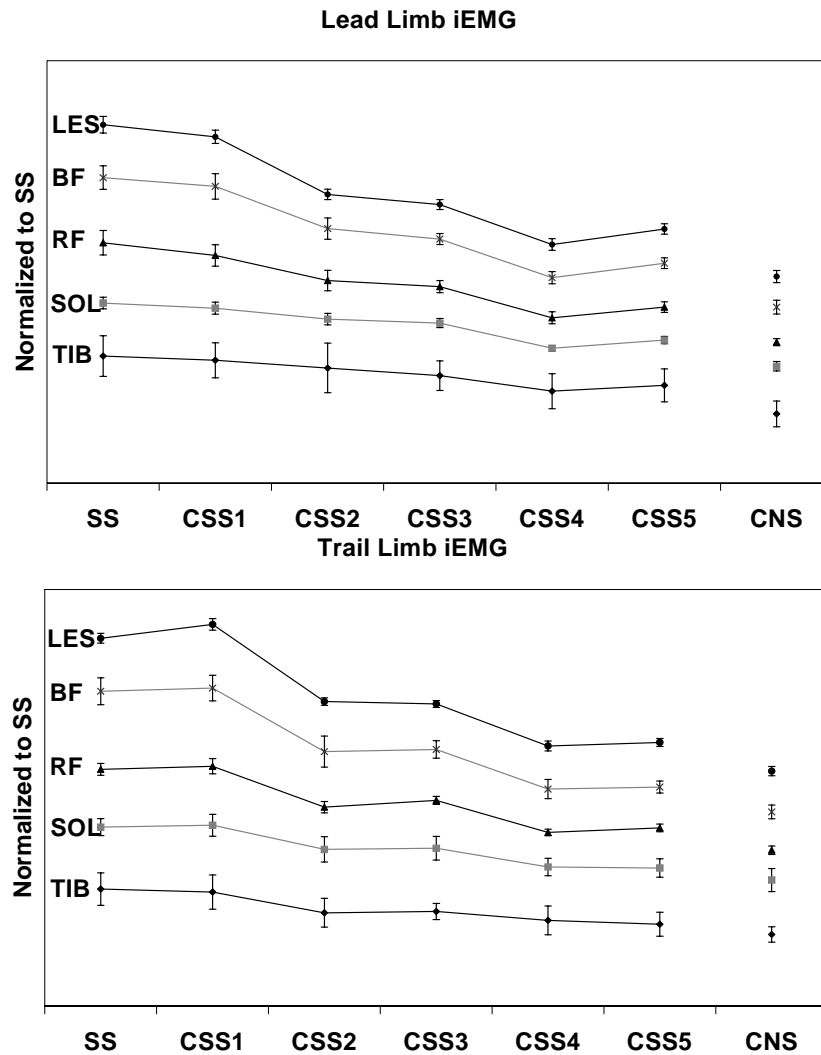 Lead Limb iEMG
Normalized to SS
LES
BF
RF
SOL
TIB
SS CSS1 CSS2 CSS3 CSS4 CSS5 CNS
Trail Limb iEMG
Normalized to SS
LES
BF
RF
SOL
TIB
SS CSS1 CSS2 CSS3 CSS4 CSS5 CNS